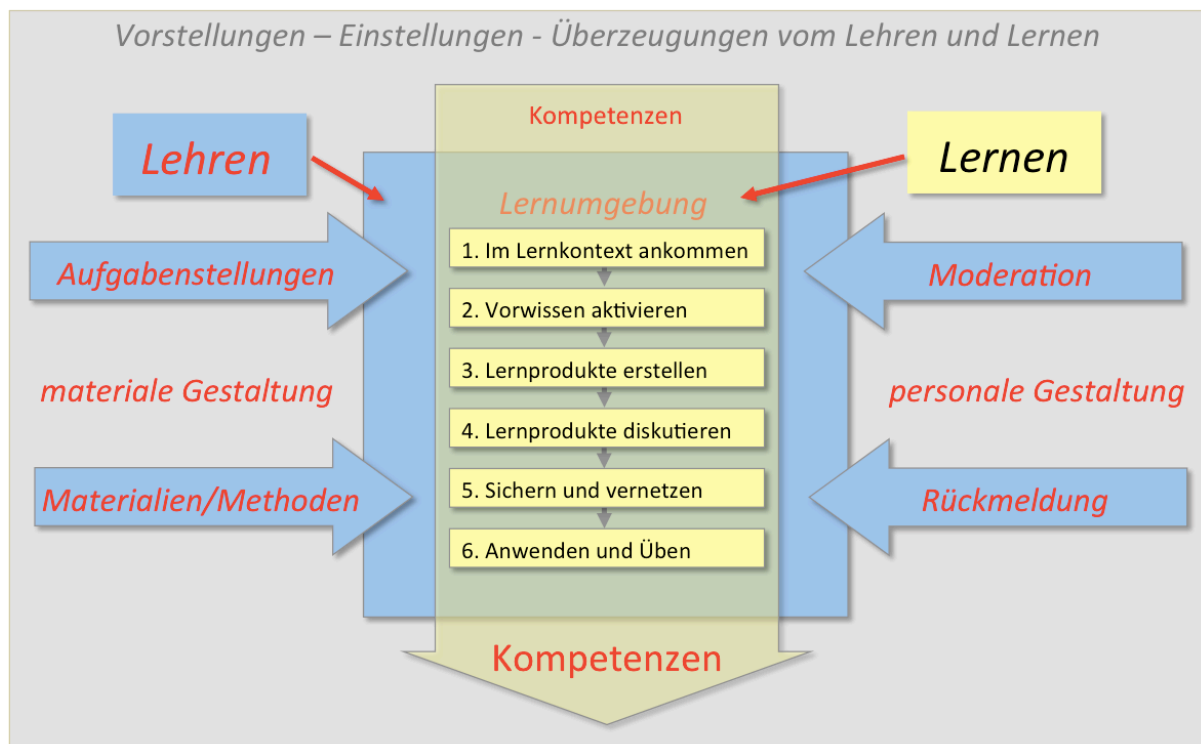 Vorstellungen – Einstellungen - Überzeugungen vom Lehren und Lernen
Kompetenzen
Lehren
Lernen
Lernumgebung
1. Im Lernkontext ankommen
Aufgabenstellungen
Moderation
2. Vorwissen aktivieren
3. Lernprodukte erstellen
materiale Gestaltung
personale Gestaltung
4. Lernprodukte diskutieren
5. Sichern und vernetzen
Materialien/Methoden
Rückmeldung
6. Anwenden und Üben
Kompetenzen